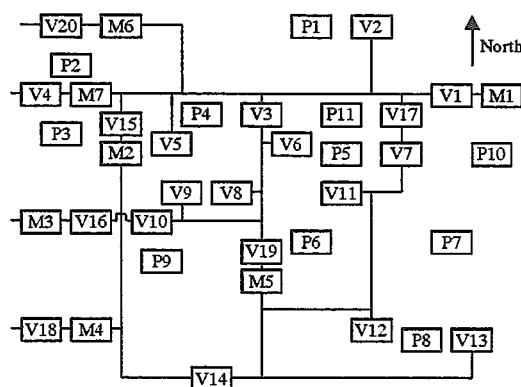 V20 M6 P1 V2
North
P2
V4 M7 V1 M1
P4 V3 P11 V17
V15
P3
V5 V6
M2 P5 V7 P10
V9 V8 V11
M3 V16 V10
V19 P6 P7
P9
M5
V18 M4 V12
P8 V13
V14